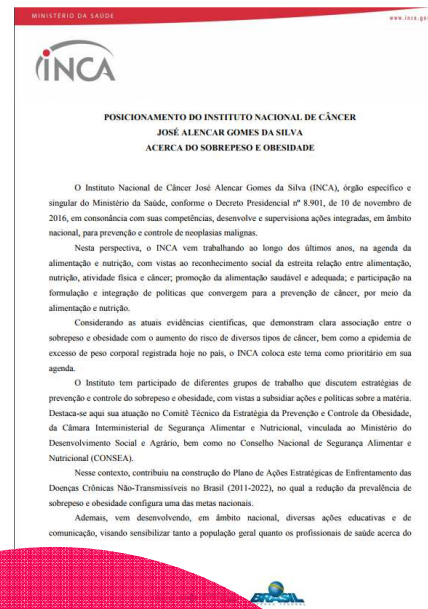 MINISTÉRIO DA SAÚDE
www.inca.gov
INCA
POSICIONAMENTO DO INSTITUTO NACIONAL DE CÂNCER
JOSÉ ALENCAR GOMES DA SILVA
ACERCA DO SOBREPESO E OBESIDADE
O Instituto Nacional de Câncer José Alencar Gomes da Silva (INCA), órgão específico e
singular do Ministério da Saúde, conforme o Decreto Presidencial nº 8.901, de 10 de novembro de
2016, em consonância com suas competências, desenvolve e supervisiona ações integradas, em âmbito
nacional, para prevenção e controle de neoplasias malignas.
Nesta perspectiva, o INCA vem trabalhando ao longo dos últimos anos, na agenda da
alimentação e nutrição, com vistas ao reconhecimento social da estreita relação entre alimentação,
nutrição, atividade física e câncer; promoção da alimentação saudável e adequada; e participação na
formulação e integração de políticas que convergem para a prevenção de câncer, por meio da
alimentação e nutrição.
Considerando as atuais evidências científicas, que demonstram clara associação entre o
sobrepeso e obesidade com o aumento do risco de diversos tipos de câncer, bem como a epidemia de
excesso de peso corporal registrada hoje no país, o INCA coloca este tema como prioritário em sua
agenda.
O Instituto tem participado de diferentes grupos de trabalho que discutem estratégias de
prevenção e controle do sobrepeso e obesidade, com vistas a subsidiar ações e políticas sobre a matéria.
Destaca-se aqui sua atuação no Comitê Técnico da Estratégia da Prevenção e Controle da Obesidade,
da Câmara Interministerial de Segurança Alimentar e Nutricional, vinculada ao Ministério do
Desenvolvimento Social e Agrário, bem como no Conselho Nacional de Segurança Alimentar e
Nutricional (CONSEA).
Nesse contexto, contribuiu na construção do Plano de Ações Estratégicas de Enfrentamento das
Doenças Crônicas Não-Transmissíveis no Brasil (2011-2022), no qual a redução da prevalência de
sobrepeso e obesidade configura uma das metas nacionais.
Ademais, vem desenvolvendo, em âmbito nacional, diversas ações educativas e de
comunicação, visando sensibilizar tanto a população geral quanto os profissionais de saúde acerca do
BRASIL